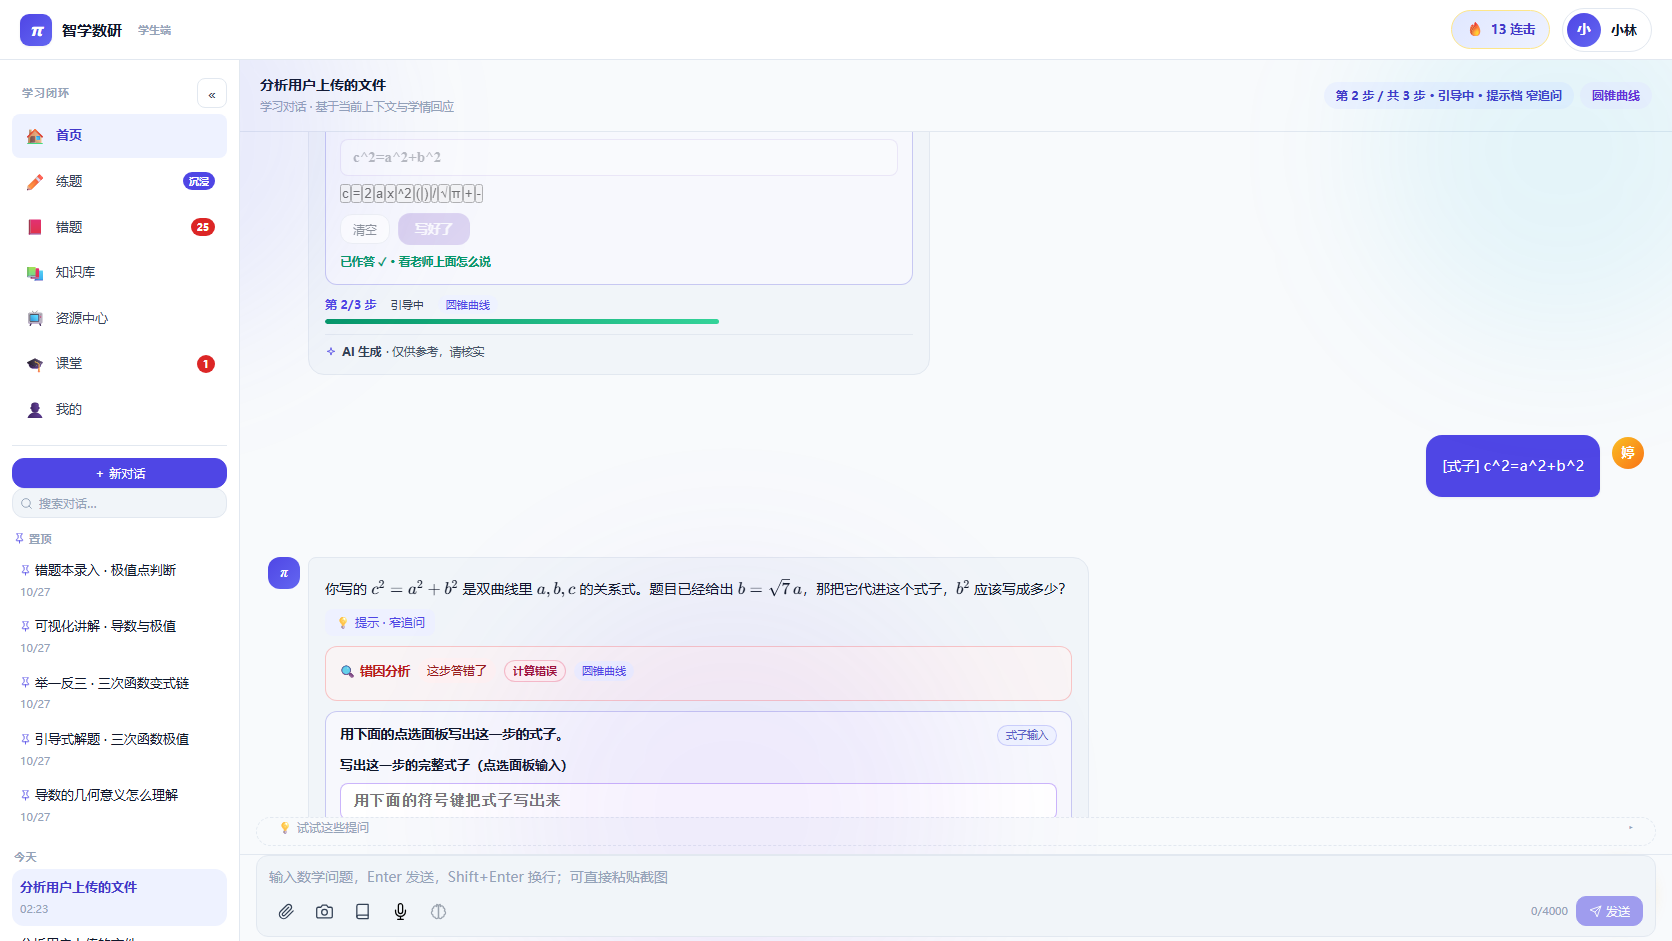 π 智学数研 学生端
13 连击
小 小林
学习闭环 «
首页
练题 沉浸
错题 25
知识库
资源中心
课堂 1
我的
+ 新对话
搜索对话...
置顶
错题本录入 · 极值点判断
10/27
可视化讲解 · 导数与极值
10/27
举一反三 · 三次函数变式链
10/27
引导式解题 · 三次函数极值
10/27
导数的几何意义怎么理解
10/27
今天
分析用户上传的文件
02:23
分析用户上传的文件
分析用户上传的文件
学习对话 · 基于当前上下文与学情回应
第 2 步 / 共 3 步 • 引导中 • 提示档 窄追问 圆锥曲线
c^2=a^2+b^2
c = 2 a x ^2 ( ) / √ π + -
清空 写好了
已作答 ✓ • 看老师上面怎么说
第 2/3 步 引导中 圆锥曲线
AI 生成 · 仅供参考，请核实
[式子] c^2=a^2+b^2
婷
π
你写的 c² = a² + b² 是双曲线里 a, b, c 的关系式。题目已经给出 b = √7 a，那把它代进这个式子，b² 应该写成多少？
提示 · 窄追问
错因分析 这步答错了 计算错误 圆锥曲线
用下面的点选面板写出这一步的式子。 式子输入
写出这一步的完整式子（点选面板输入）
用下面的符号键把式子写出来
试试这些提问
输入数学问题，Enter 发送，Shift+Enter 换行；可直接粘贴截图
0/4000 发送